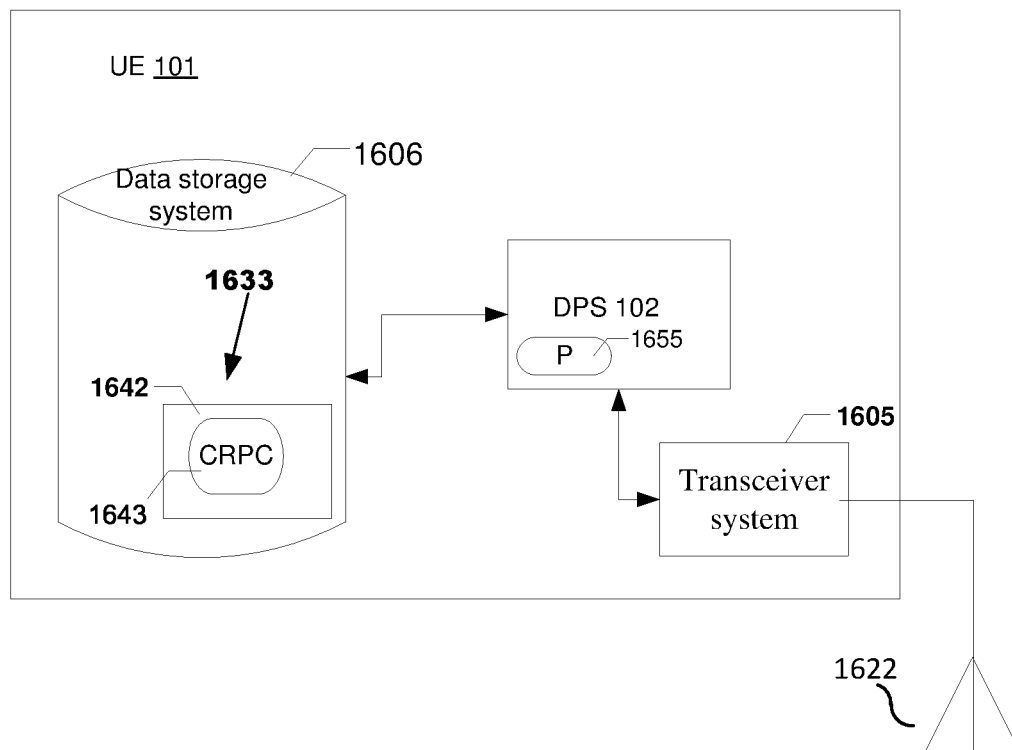 UE 101
1606
Data storage
system
1633
DPS 102
P
1655
1642
CRPC
1643
1605
Transceiver
system
1622